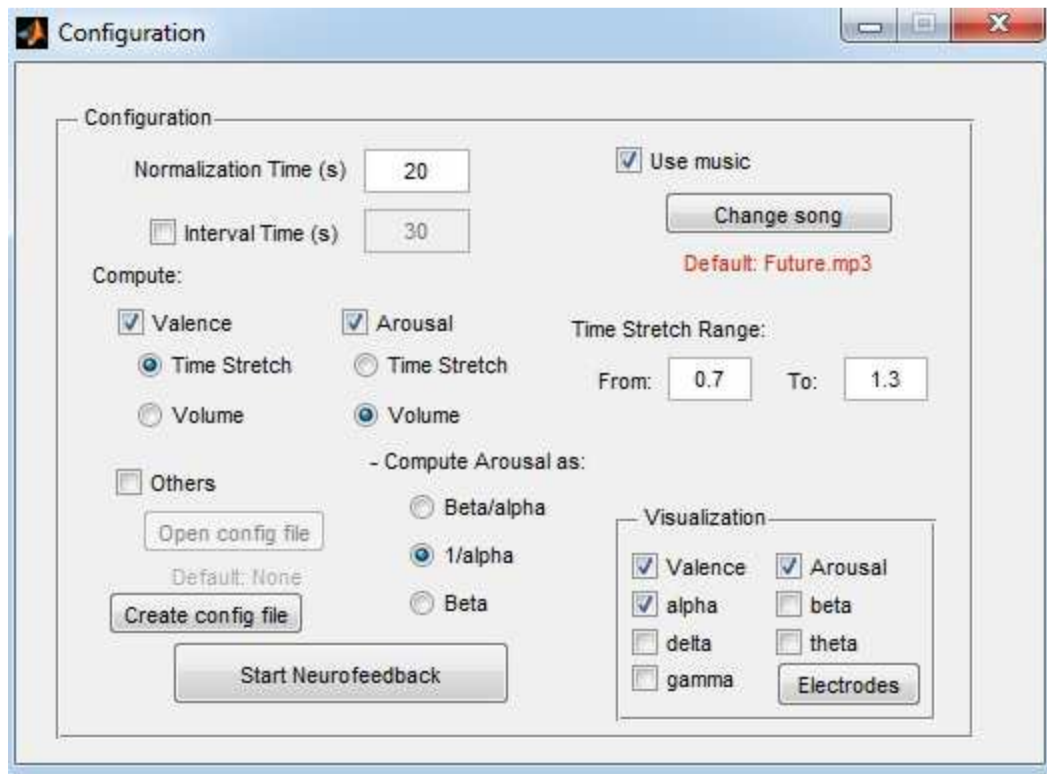 Configuration
Configuration
Normalization Time (s) 20
Use music
Interval Time (s) 30
Change song
Default: Future.mp3
Compute:
Valence
Arousal
Time Stretch
Time Stretch
Volume
Volume
Time Stretch Range:
From: 0.7 To: 1.3
Others
Open config file
Default: None
Create config file
- Compute Arousal as:
Beta/alpha
1/alpha
Beta
Start Neurofeedback
Visualization
Valence
Arousal
alpha
beta
delta
theta
gamma
Electrodes